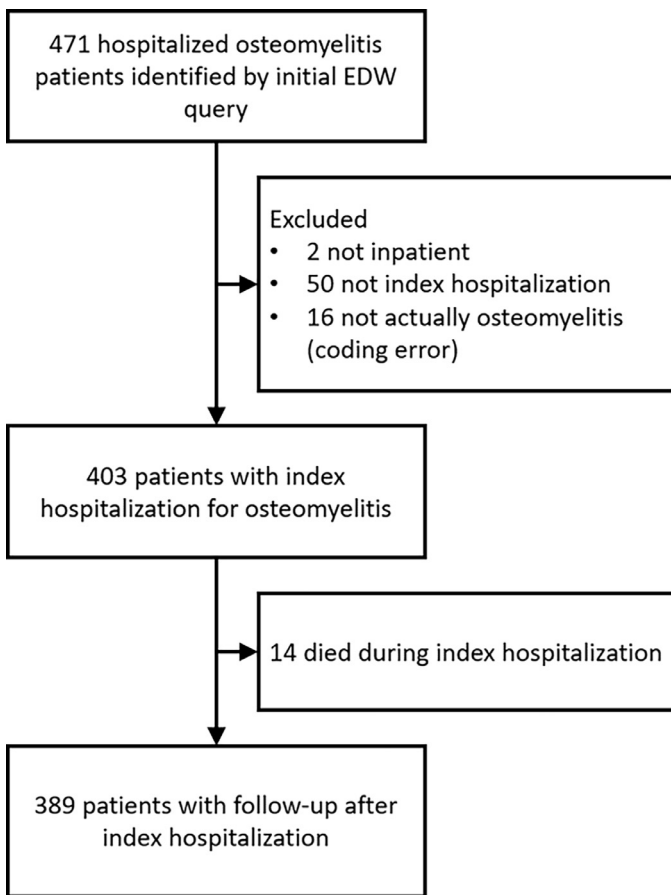 471 hospitalized osteomyelitis
patients identified by initial EDW
query
Excluded
• 2 not inpatient
• 50 not index hospitalization
• 16 not actually osteomyelitis
(coding error)
403 patients with index
hospitalization for osteomyelitis
14 died during index hospitalization
389 patients with follow-up after
index hospitalization